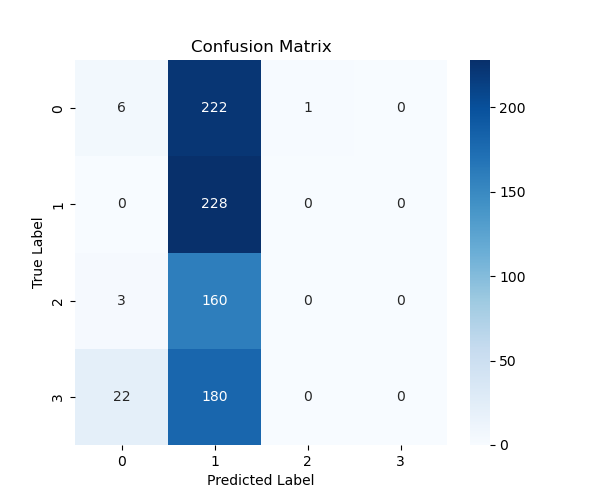 Confusion Matrix
0 6 222 1 0
1 0 228 0 0
2 3 160 0 0
3 22 180 0 0
0 1 2 3
Predicted Label
True Label
200
150
100
50
0